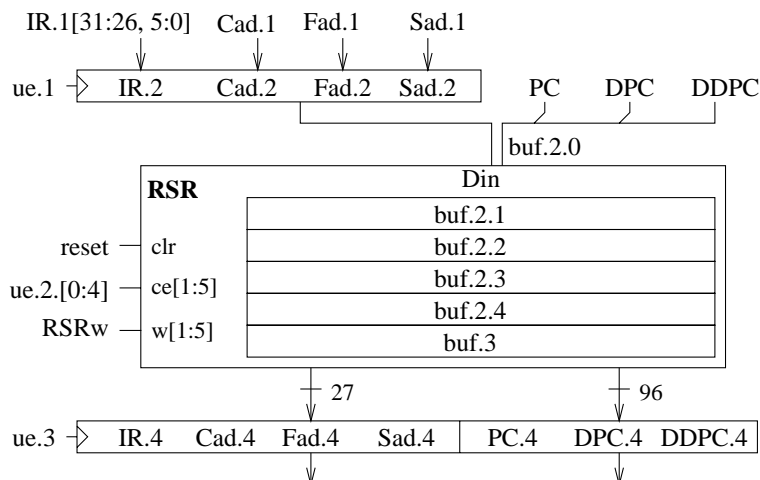 IR.1[31:26, 5:0] Cad.1 Fad.1 Sad.1
ue.1 IR.2 Cad.2 Fad.2 Sad.2 PC DPC DDPC
buf.2.0
RSR Din
buf.2.1
reset clr buf.2.2
ue.2.[0:4] ce[1:5] buf.2.3
buf.2.4
RSRw w[1:5] buf.3
27 96
ue.3 IR.4 Cad.4 Fad.4 Sad.4 PC.4 DPC.4 DDPC.4